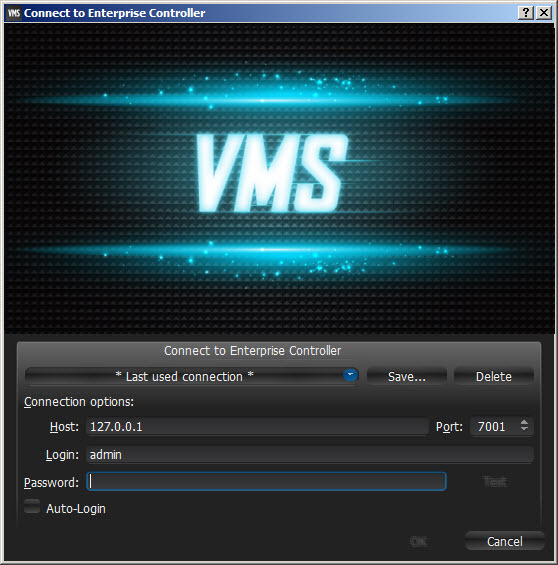 VMS Connect to Enterprise Controller
VMS
Connect to Enterprise Controller
* Last used connection * Save... Delete
Connection options:
Host: 127.0.0.1 Port: 7001
Login: admin
Password: Test
Auto-Login
OK Cancel